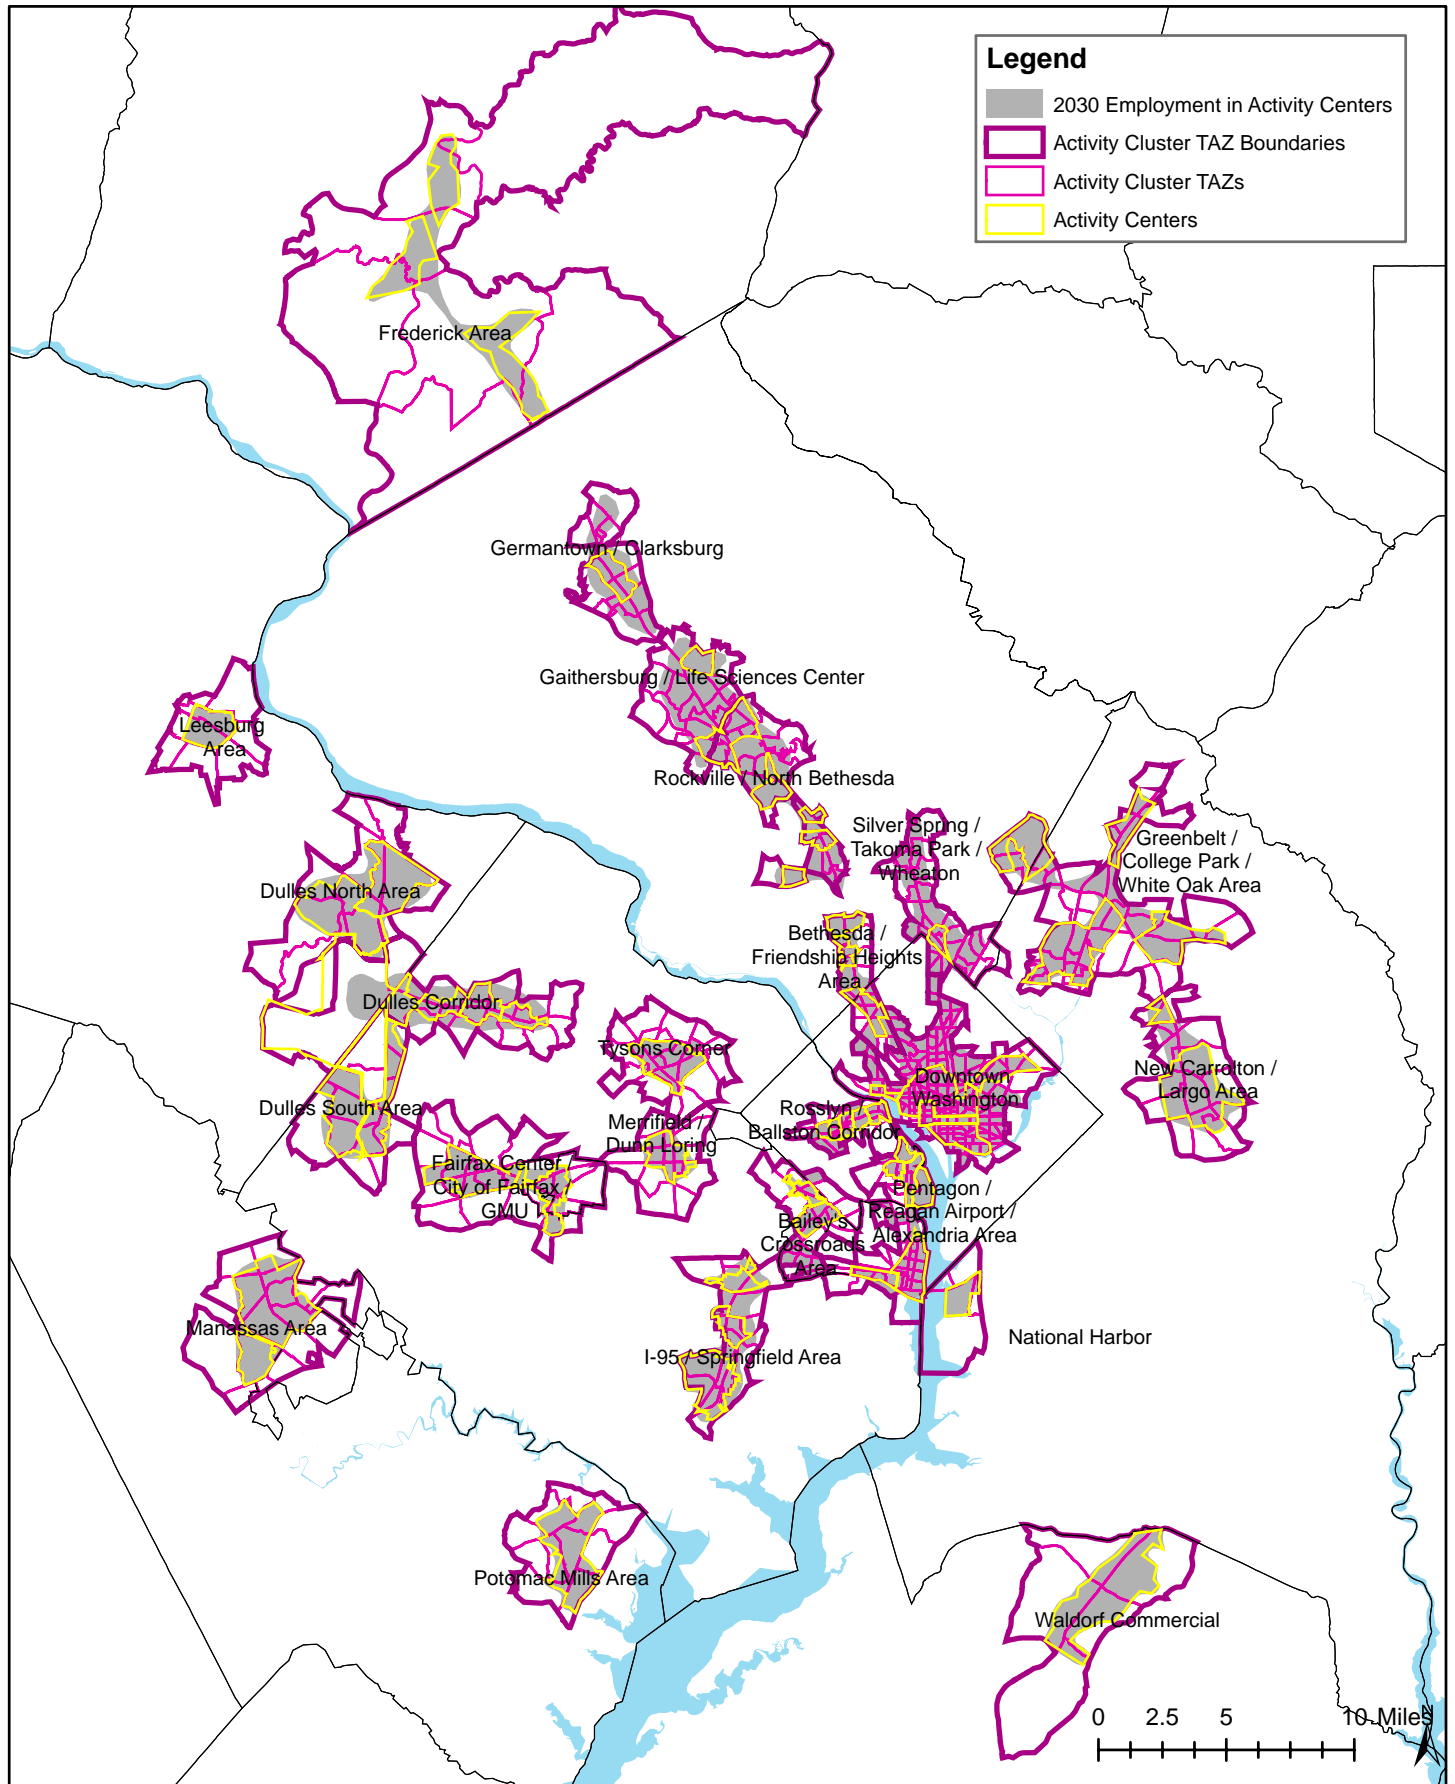 Legend
2030 Employment in Activity Centers
Activity Cluster TAZ Boundaries
Activity Cluster TAZs
Activity Centers
Frederick Area
Germantown / Clarksburg
Gaithersburg / Life Sciences Center
Leesburg
Area
Rockville / North Bethesda
Silver Spring /
Takoma Park /
Wheaton
Greenbelt /
College Park /
White Oak Area
Dulles North Area
Bethesda /
Friendship Heights
Area
Dulles Corridor
Tysons Corner
Downtown
Washington
New Carrolton /
Largo Area
Dulles South Area
Rosslyn /
Ballston Corridor
Merrifield /
Dunn Loring
Fairfax Center /
City of Fairfax /
GMU
Pentagon /
Reagan Airport /
Alexandria Area
Bailey's
Crossroads
Area
Manassas Area
National Harbor
I-95 / Springfield Area
Potomac Mills Area
Waldorf Commercial
0 2.5 5 10 Miles